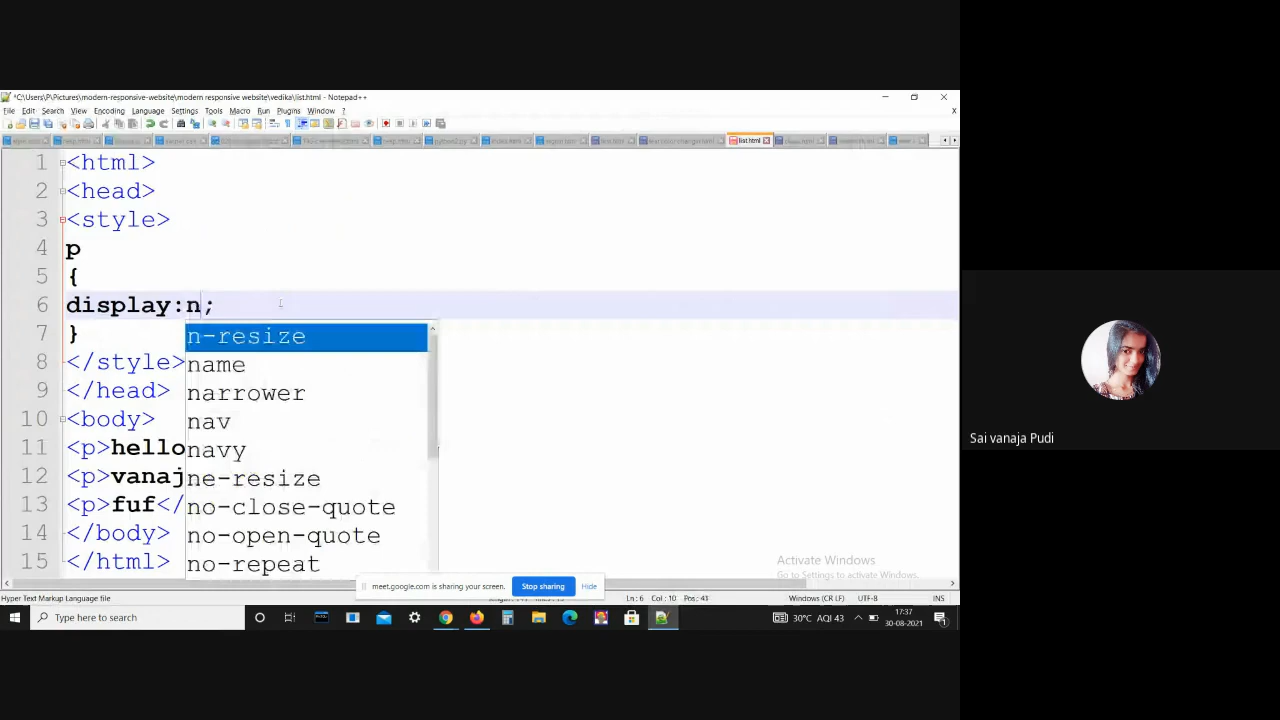 *C:\Users\P\Pictures\modern-responsive-website\modern responsive website\vedika\list.html - Notepad++
File Edit Search View Encoding Language Settings Tools Macro Run Plugins Window ?
list.html
1 <html>
2 <head>
3 <style>
4 p
5 {
6 display:n;
7 }
8 </style>
9 </head>
10 <body>
11 <p>hello
12 <p>vanaj
13 <p>fuf</
14 </body>
15 </html>
n-resize
name
narrower
nav
navy
ne-resize
no-close-quote
no-open-quote
no-repeat
Sai vanaja Pudi
Activate Windows
Go to Settings to activate Windows.
meet.google.com is sharing your screen. Stop sharing Hide
Hyper Text Markup Language file Ln:6 Col:10 Pos:41 Windows (CR LF) UTF-8 INS
Type here to search
30°C AQI 43
17:37
30-08-2021